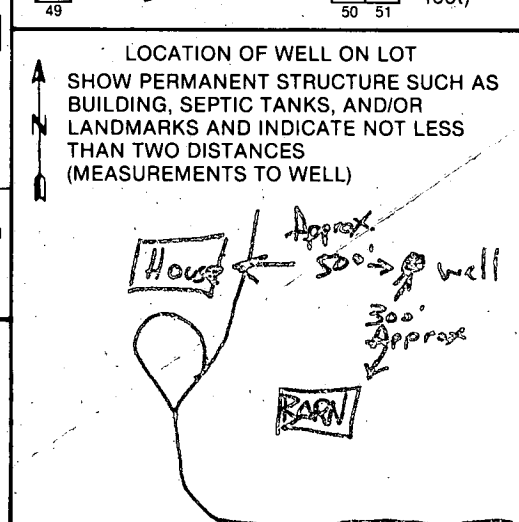 49
50 51
foot)
LOCATION OF WELL ON LOT
SHOW PERMANENT STRUCTURE SUCH AS
BUILDING, SEPTIC TANKS, AND/OR
LANDMARKS AND INDICATE NOT LESS
THAN TWO DISTANCES
(MEASUREMENTS TO WELL)
N
Approx.
House 500' well
300'
Approx
BARN